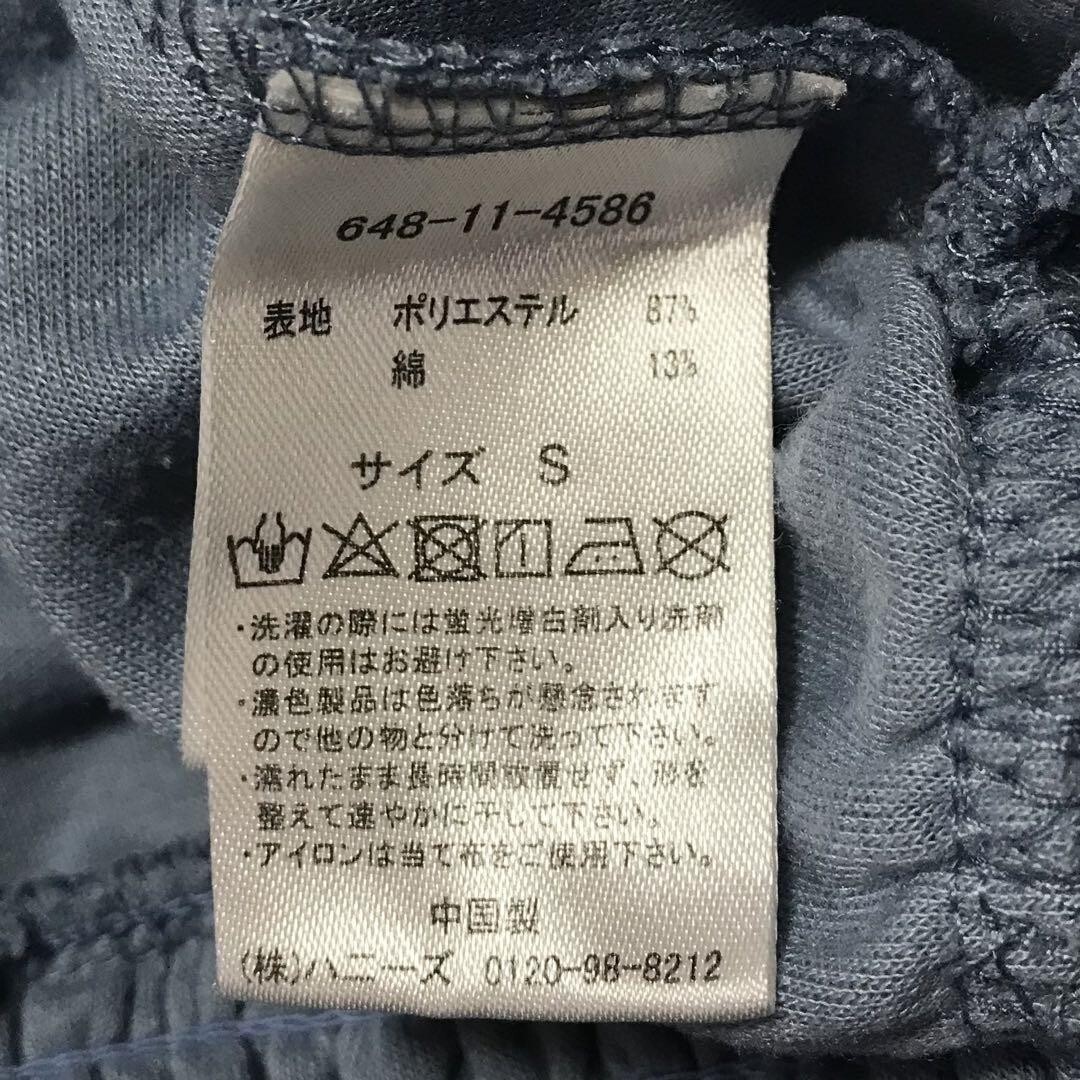 648-11-4586
表地 ポリエステル 87%
綿 13%
サイズ S
・洗濯の際には蛍光増白剤入り洗剤
の使用はお避け下さい。
・濃色製品は色落ちが懸念されます
ので他の物と分けて洗って下さい。
・濡れたまま長時間放置せず、形を
整えて速やかに干して下さい。
・アイロンは当て布をご使用下さい。
中国製
(株)ハニーズ 0120-98-8212